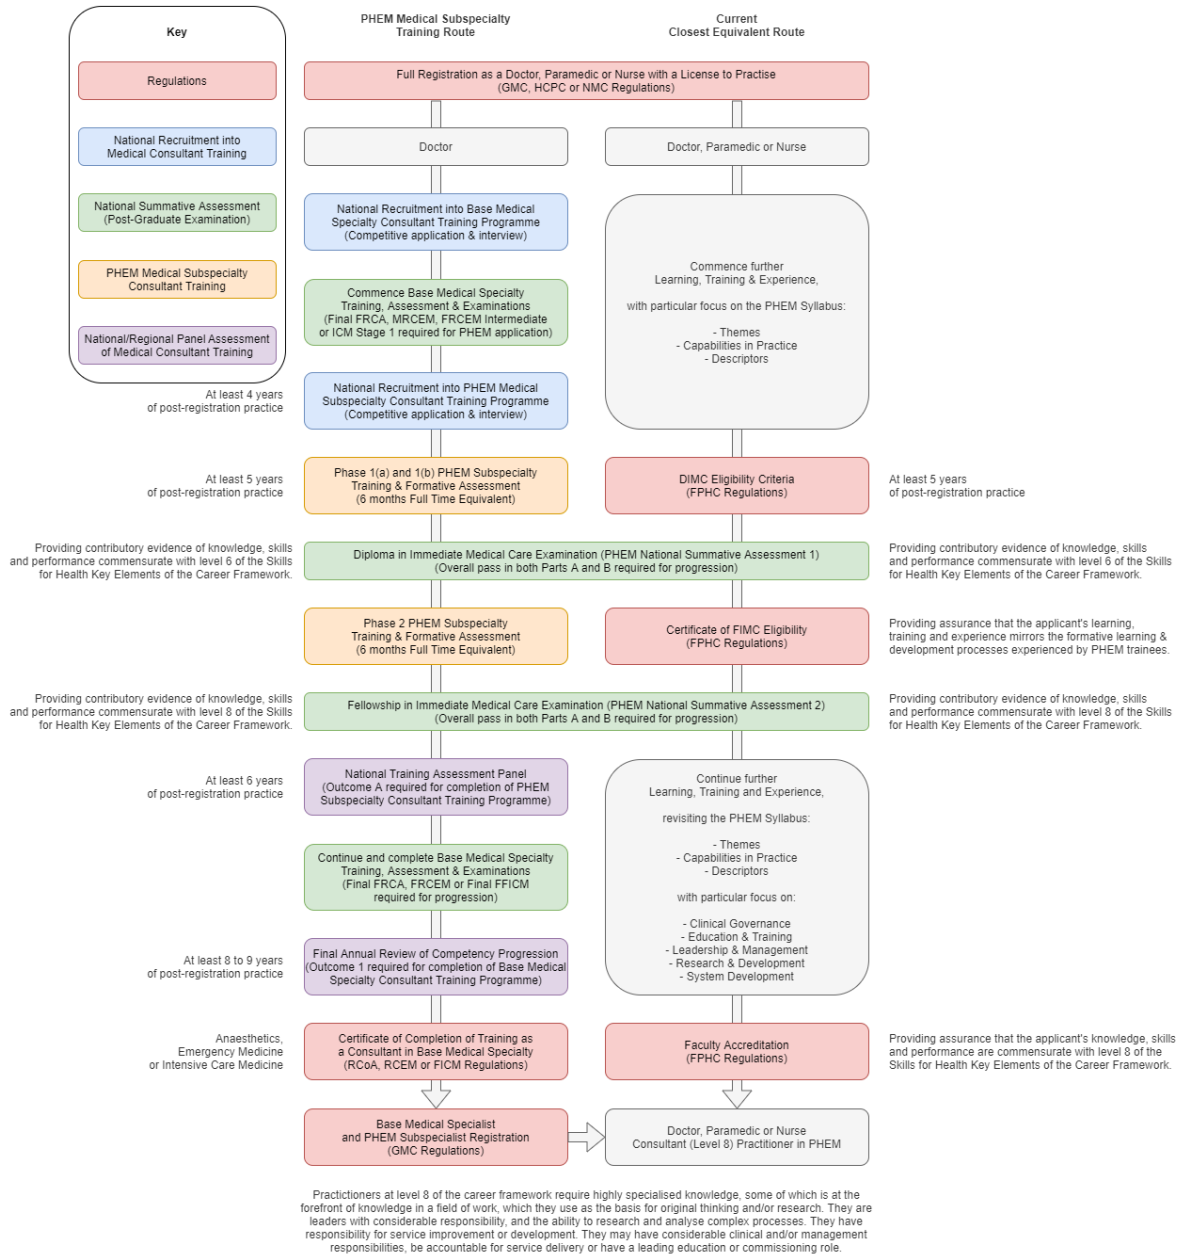 Key
Regulations
National Recruitment into
Medical Consultant Training
National Summative Assessment
(Post-Graduate Examination)
PHEM Medical Subspecialty
Consultant Training
National/Regional Panel Assessment
of Medical Consultant Training
PHEM Medical Subspecialty
Training Route
Current
Closest Equivalent Route
Full Registration as a Doctor, Paramedic or Nurse with a License to Practise
(GMC, HCPC or NMC Regulations)
Doctor
Doctor, Paramedic or Nurse
National Recruitment into Base Medical
Specialty Consultant Training Programme
(Competitive application & interview)
Commence further
Learning, Training & Experience,
with particular focus on the PHEM Syllabus:
- Themes
- Capabilities in Practice
- Descriptors
Commence Base Medical Specialty
Training, Assessment & Examinations
(Final FRCA, MRCEM, FRCEM Intermediate
or ICM Stage 1 required for PHEM application)
At least 4 years
of post-registration practice
National Recruitment into PHEM Medical
Subspecialty Consultant Training Programme
(Competitive application & interview)
At least 5 years
of post-registration practice
Phase 1(a) and 1(b) PHEM Subspecialty
Training & Formative Assessment
(6 months Full Time Equivalent)
DIMC Eligibility Criteria
(FPHC Regulations)
At least 5 years
of post-registration practice
Providing contributory evidence of knowledge, skills
and performance commensurate with level 6 of the Skills
for Health Key Elements of the Career Framework.
Diploma in Immediate Medical Care Examination (PHEM National Summative Assessment 1)
(Overall pass in both Parts A and B required for progression)
Providing contributory evidence of knowledge, skills
and performance commensurate with level 6 of the Skills
for Health Key Elements of the Career Framework.
Phase 2 PHEM Subspecialty
Training & Formative Assessment
(6 months Full Time Equivalent)
Certificate of FIMC Eligibility
(FPHC Regulations)
Providing assurance that the applicant's learning,
training and experience mirrors the formative learning &
development processes experienced by PHEM trainees.
Providing contributory evidence of knowledge, skills
and performance commensurate with level 8 of the Skills
for Health Key Elements of the Career Framework.
Fellowship in Immediate Medical Care Examination (PHEM National Summative Assessment 2)
(Overall pass in both Parts A and B required for progression)
Providing contributory evidence of knowledge, skills
and performance commensurate with level 8 of the Skills
for Health Key Elements of the Career Framework.
At least 6 years
of post-registration practice
National Training Assessment Panel
(Outcome A required for completion of PHEM
Subspecialty Consultant Training Programme)
Continue further
Learning, Training and Experience,
revisiting the PHEM Syllabus:
- Themes
- Capabilities in Practice
- Descriptors
with particular focus on:
- Clinical Governance
- Education & Training
- Leadership & Management
- Research & Development
- System Development
Continue and complete Base Medical Specialty
Training, Assessment & Examinations
(Final FRCA, FRCEM or Final FFICM
required for progression)
At least 8 to 9 years
of post-registration practice
Final Annual Review of Competency Progression
(Outcome 1 required for completion of Base Medical
Specialty Consultant Training Programme)
Anaesthetics,
Emergency Medicine
or Intensive Care Medicine
Certificate of Completion of Training as
a Consultant in Base Medical Specialty
(RCoA, RCEM or FICM Regulations)
Faculty Accreditation
(FPHC Regulations)
Providing assurance that the applicant's knowledge, skills
and performance are commensurate with level 8 of the
Skills for Health Key Elements of the Career Framework.
Base Medical Specialist
and PHEM Subspecialist Registration
(GMC Regulations)
Doctor, Paramedic or Nurse
Consultant (Level 8) Practitioner in PHEM
Practictioners at level 8 of the career framework require highly specialised knowledge, some of which is at the
forefront of knowledge in a field of work, which they use as the basis for original thinking and/or research. They are
leaders with considerable responsibility, and the ability to research and analyse complex processes. They have
responsibility for service improvement or development. They may have considerable clinical and/or management
responsibilities, be accountable for service delivery or have a leading education or commissioning role.